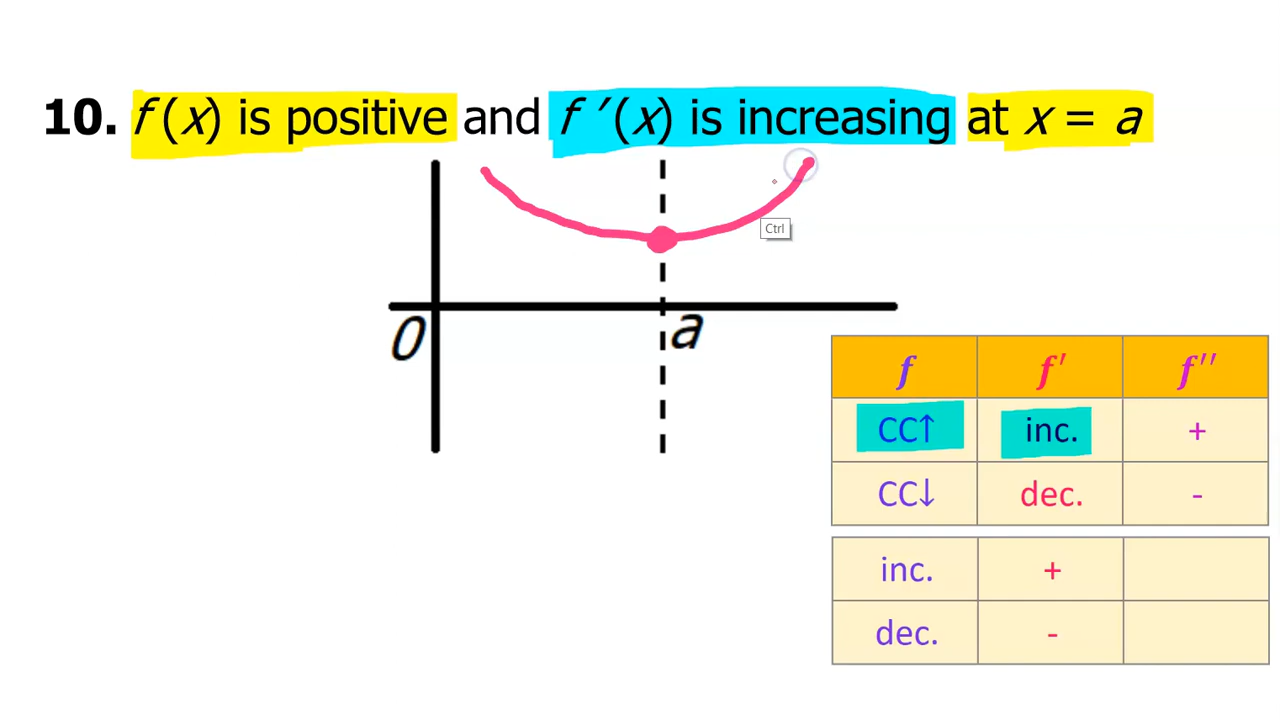 10. f (x) is positive and f ′(x) is increasing at x = a
Ctrl
0 a
f f′ f′′
CC↑ inc. +
CC↓ dec. -
inc. +
dec. -